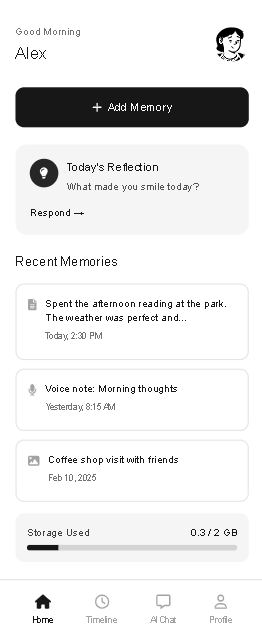 Good Morning
Alex
+ Add Memory
Today's Reflection
What made you smile today?
Respond →
Recent Memories
Spent the afternoon reading at the park.
The weather was perfect and...
Today, 2:30 PM
Voice note: Morning thoughts
Yesterday, 8:15 AM
Coffee shop visit with friends
Feb 10, 2025
Storage Used 0.3 / 2 GB
Home Timeline AI Chat Profile